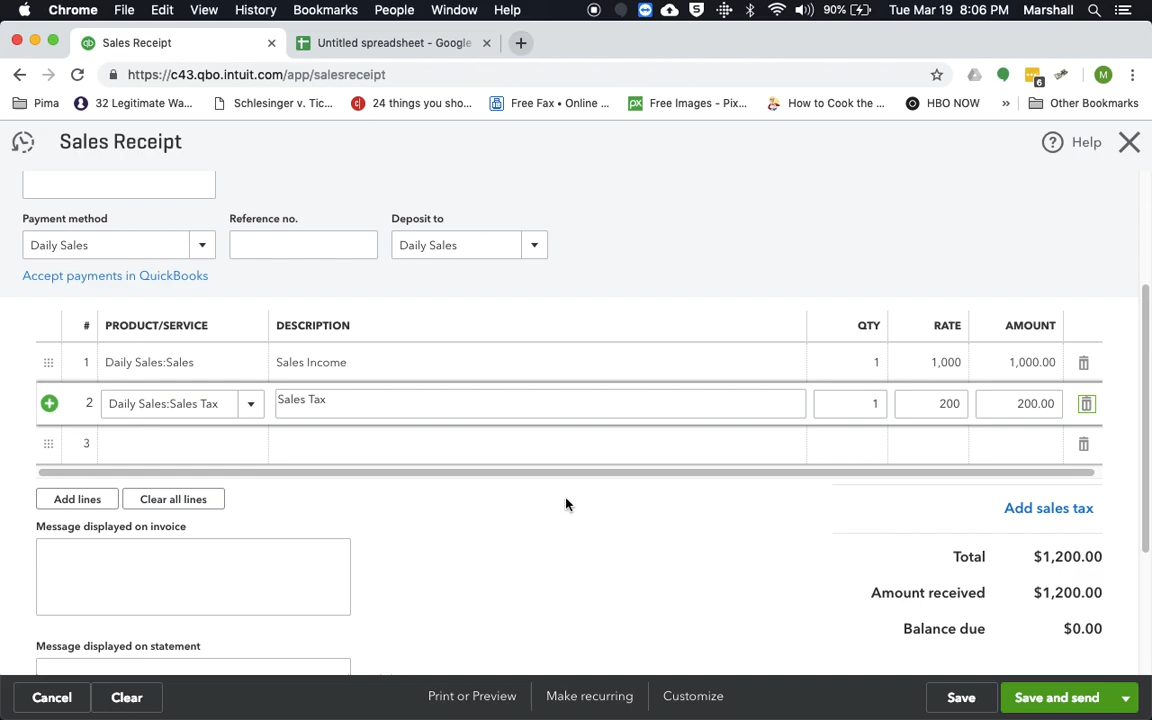 Chrome File Edit View History Bookmarks People Window Help 90% Tue Mar 19 8:06 PM Marshall
Sales Receipt Untitled spreadsheet - Google
https://c43.qbo.intuit.com/app/salesreceipt 6 M
Pima 32 Legitimate Wa... Schlesinger v. Tic... 24 things you sho... Free Fax • Online ... Free Images - Pix... How to Cook the ... HBO NOW » Other Bookmarks
Sales Receipt Help
Payment method Reference no. Deposit to
Daily Sales Daily Sales
Accept payments in QuickBooks
# PRODUCT/SERVICE DESCRIPTION QTY RATE AMOUNT
1 Daily Sales:Sales Sales Income 1 1,000 1,000.00
2 Daily Sales:Sales Tax Sales Tax 1 200 200.00
3
Add lines Clear all lines
Add sales tax
Message displayed on invoice
Total $1,200.00
Amount received $1,200.00
Balance due $0.00
Message displayed on statement
Cancel Clear Print or Preview Make recurring Customize Save Save and send